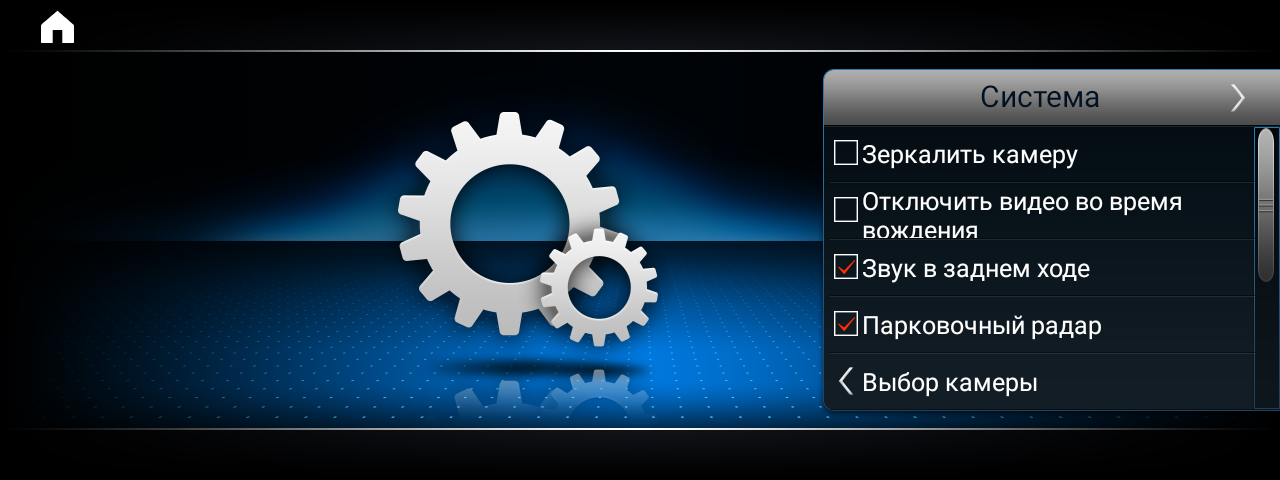 Система
Зеркалить камеру
Отключить видео во время
вождения
Звук в заднем ходе
Парковочный радар
Выбор камеры